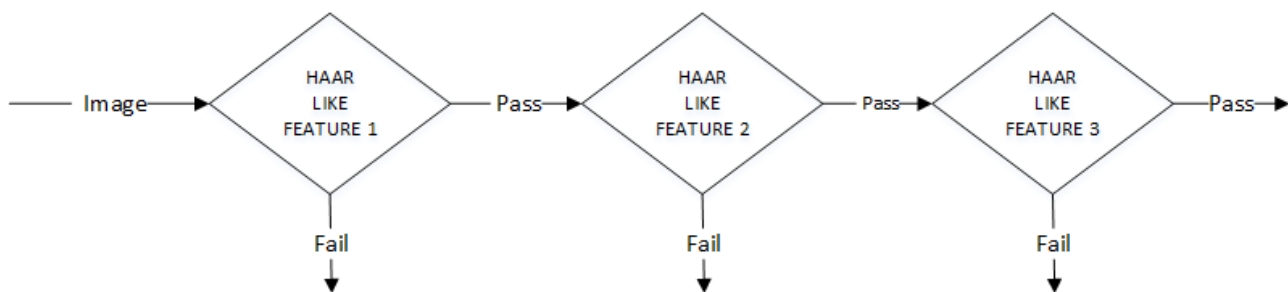 Image
HAAR
LIKE
FEATURE 1
Pass
HAAR
LIKE
FEATURE 2
Pass
HAAR
LIKE
FEATURE 3
Pass
Fail
Fail
Fail